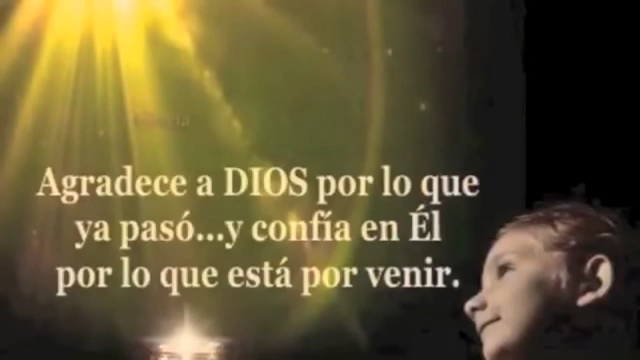 Agradece a DIOS por lo que
ya pasó...y confía en Él
por lo que está por venir.